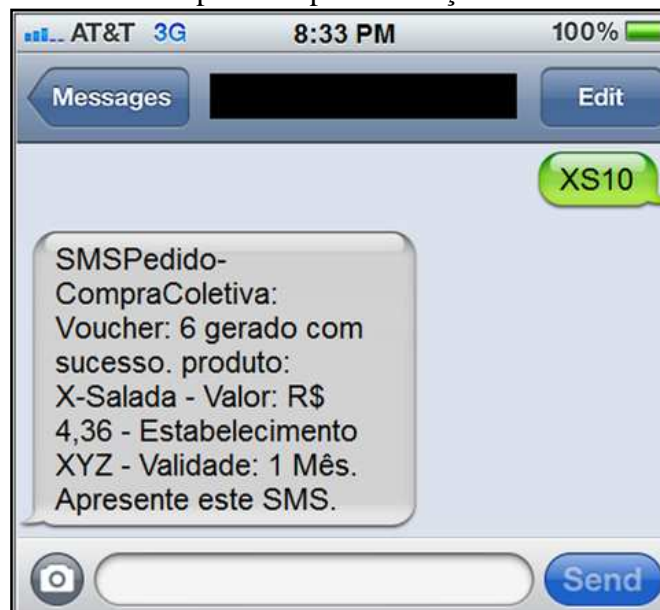 AT&T 3G 8:33 PM 100%
Messages Edit
XS10
SMSPedido-
CompraColetiva:
Voucher: 6 gerado com
sucesso. produto:
X-Salada - Valor: R$
4,36 - Estabelecimento
XYZ - Validade: 1 Mês.
Apresente este SMS.
Send